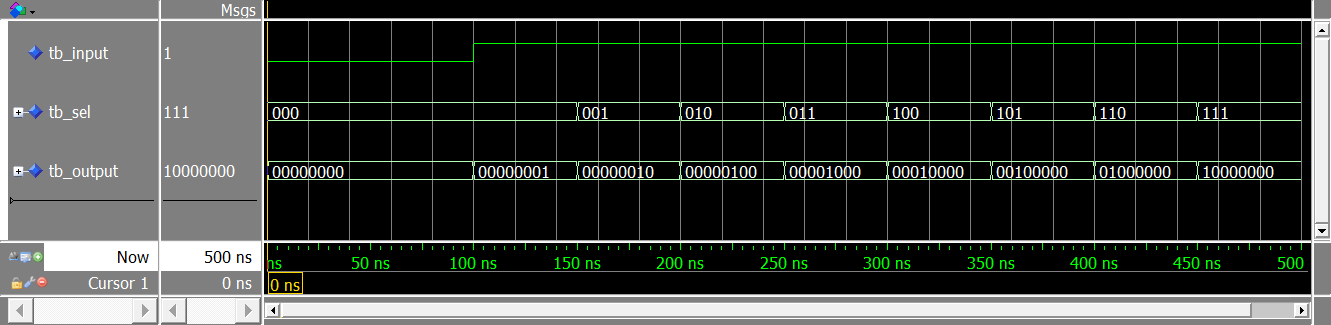 Msgs
tb_input 1
tb_sel 111 000 001 010 011 100 101 110 111
tb_output 10000000 00000000 00000001 00000010 00000100 00001000 00010000 00100000 01000000 10000000
Now 500 ns ns 50 ns 100 ns 150 ns 200 ns 250 ns 300 ns 350 ns 400 ns 450 ns 500
Cursor 1 0 ns 0 ns